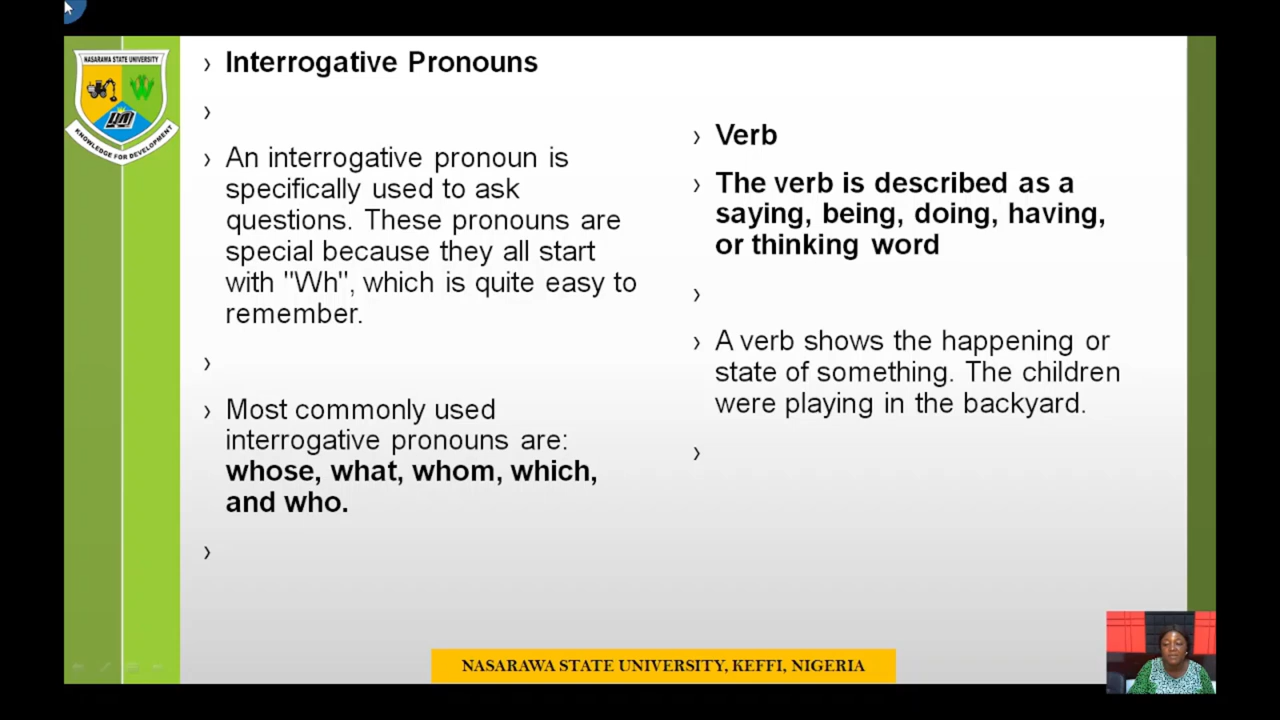 NASARAWA STATE UNIVERSITY
KNOWLEDGE FOR DEVELOPMENT
Interrogative Pronouns
An interrogative pronoun is
specifically used to ask
questions. These pronouns are
special because they all start
with "Wh", which is quite easy to
remember.
Most commonly used
interrogative pronouns are:
whose, what, whom, which,
and who.
Verb
The verb is described as a
saying, being, doing, having,
or thinking word
A verb shows the happening or
state of something. The children
were playing in the backyard.
NASARAWA STATE UNIVERSITY, KEFFI, NIGERIA